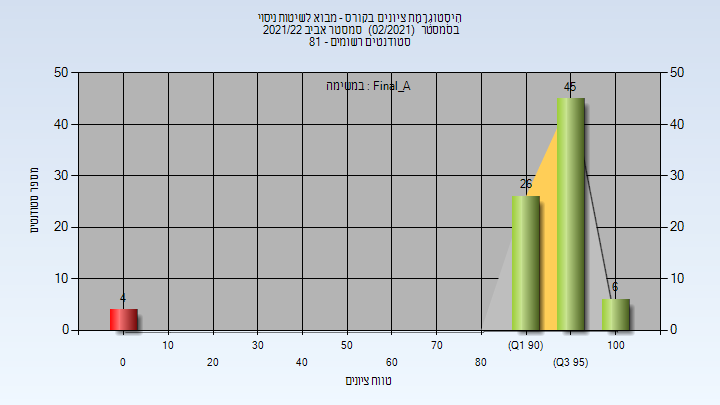 הִיסְטוֹגְרָמַת ציונים בקורס - מבוא לשיטות ניסוי
בסמסטר (02/2021) סמסטר אביב 2021/22
סטודנטים רשומים - 81
במשימה : Final_A
50 50
45
40 40
30 30
26
20 20
10 10
6
4
0 0
מספר סטודנטים
10 30 50 70 (Q1 90) 100
0 20 40 60 80 (Q3 95)
טווח ציונים